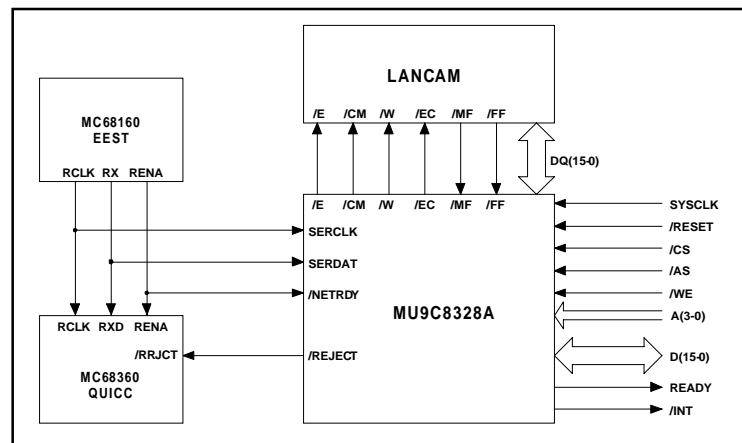 LANCAM
/E /CM /W /EC /MF /FF
MC68160
EEST
RCLK RX RENA
DQ(15-0)
/E /CM /W /EC /MF /FF
SERCLK
SERDAT
/NETRDY
MU9C8328A
/REJECT
SYSCLK
/RESET
/CS
/AS
/WE
A(3-0)
D(15-0)
READY
/INT
RCLK RXD RENA
/RRJCT
MC68360
QUICC